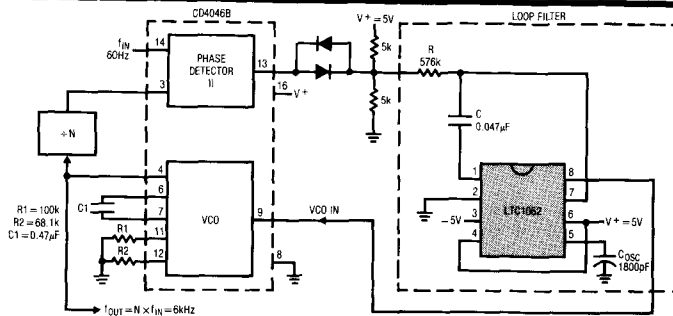 CD4046B
LOOP FILTER
V+=5V
fIN
60Hz
14
PHASE
DETECTOR
II
13
3
16
V+
5k
5k
R
576k
C
0.047µF
÷N
R1=100k
R2=68.1k
C1=0.47µF
4
6
C1
7
VCO
9
VCO IN
R1
11
R2
12
8
1
2
-5V
3
4
LTC1062
8
7
6
V+=5V
5
COSC
1800pF
fOUT=N×fIN=6kHz